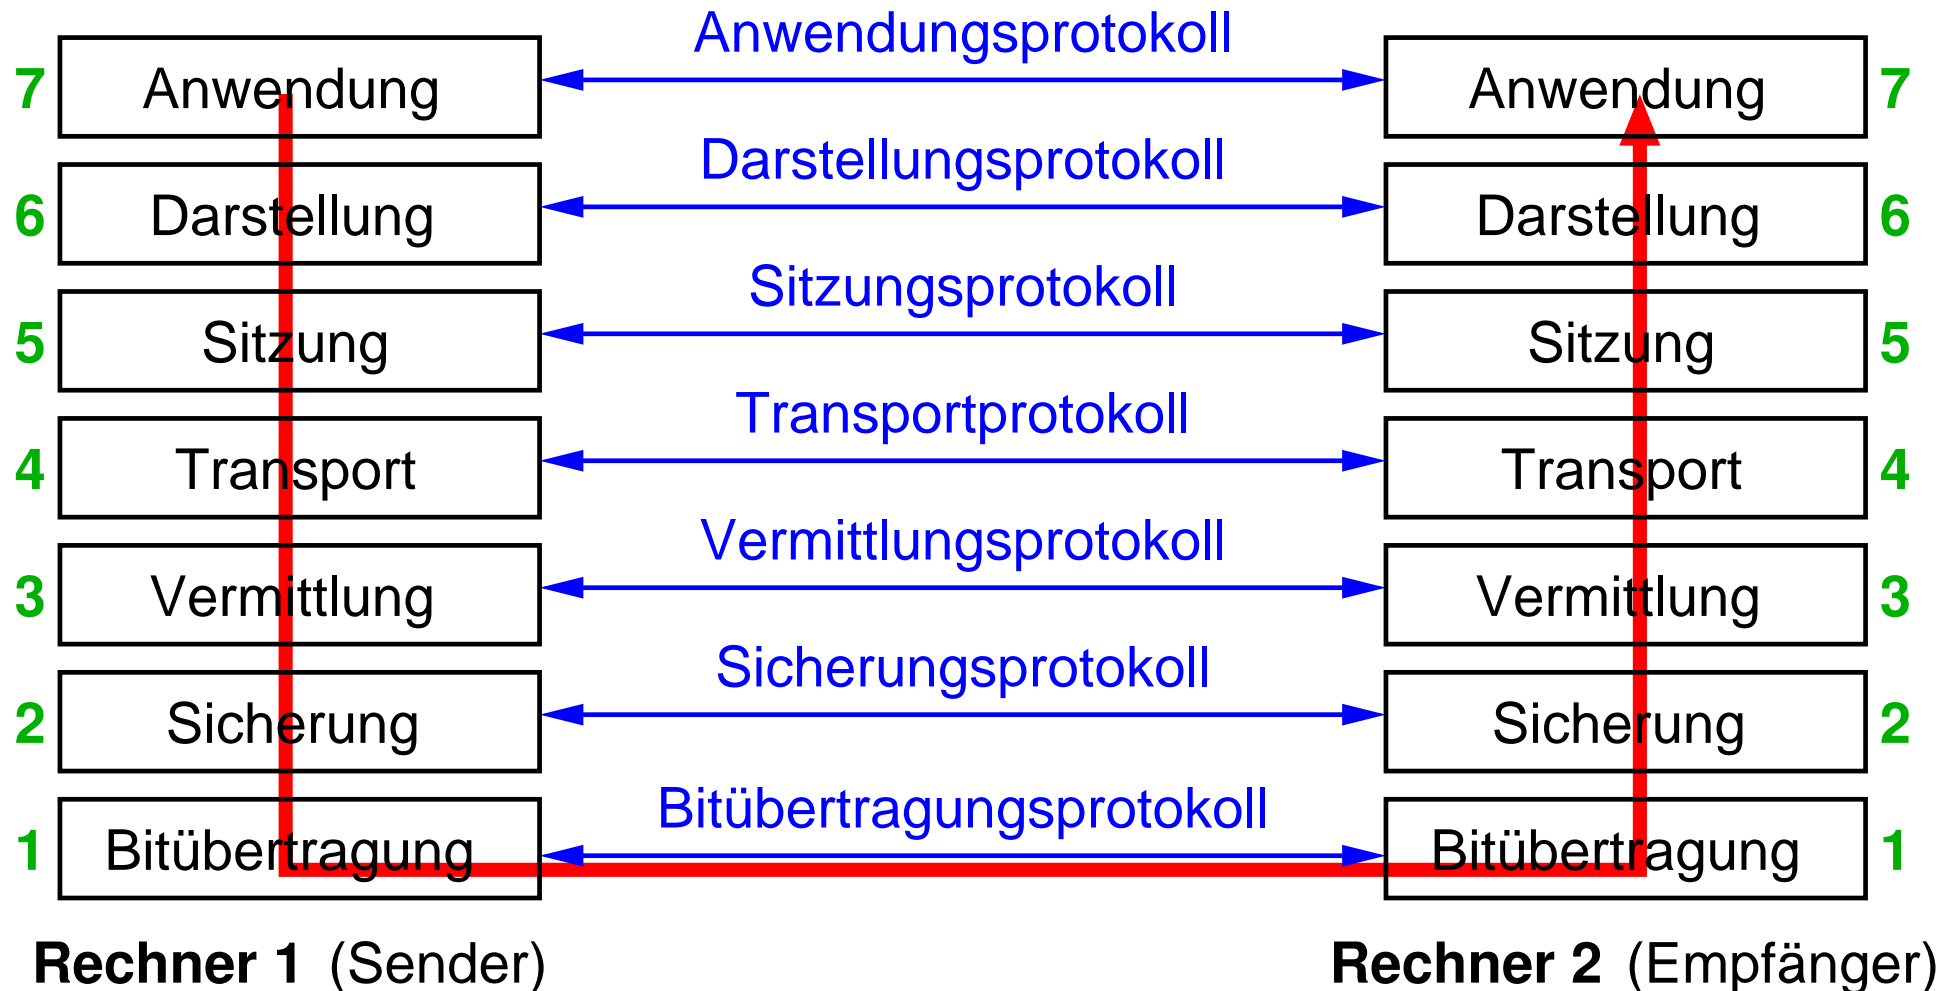 Anwendungsprotokoll
7 Anwendung Anwendung 7
Darstellungsprotokoll
6 Darstellung Darstellung 6
Sitzungsprotokoll
5 Sitzung Sitzung 5
Transportprotokoll
4 Transport Transport 4
Vermittlungsprotokoll
3 Vermittlung Vermittlung 3
Sicherungsprotokoll
2 Sicherung Sicherung 2
Bitübertragungsprotokoll
1 Bitübertragung Bitübertragung 1
Rechner 1 (Sender) Rechner 2 (Empfänger)